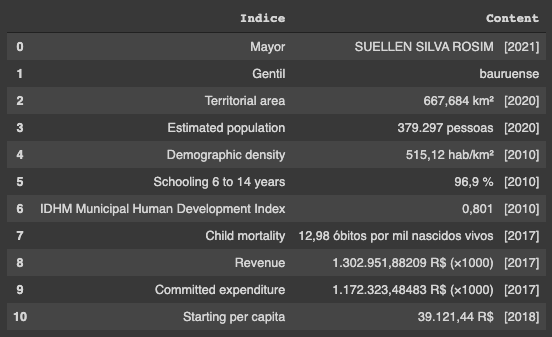 Indice Content
0 Mayor SUELLEN SILVA ROSIM [2021]
1 Gentil bauruense
2 Territorial area 667,684 km² [2020]
3 Estimated population 379.297 pessoas [2020]
4 Demographic density 515,12 hab/km² [2010]
5 Schooling 6 to 14 years 96,9 % [2010]
6 IDHM Municipal Human Development Index 0,801 [2010]
7 Child mortality 12,98 óbitos por mil nascidos vivos [2017]
8 Revenue 1.302.951,88209 R$ (×1000) [2017]
9 Committed expenditure 1.172.323,48483 R$ (×1000) [2017]
10 Starting per capita 39.121,44 R$ [2018]